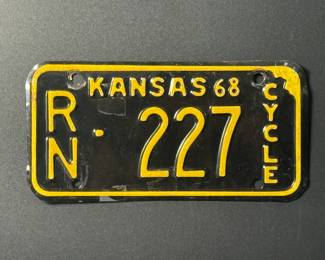 KANSAS 68
RN · 227
CYCLE